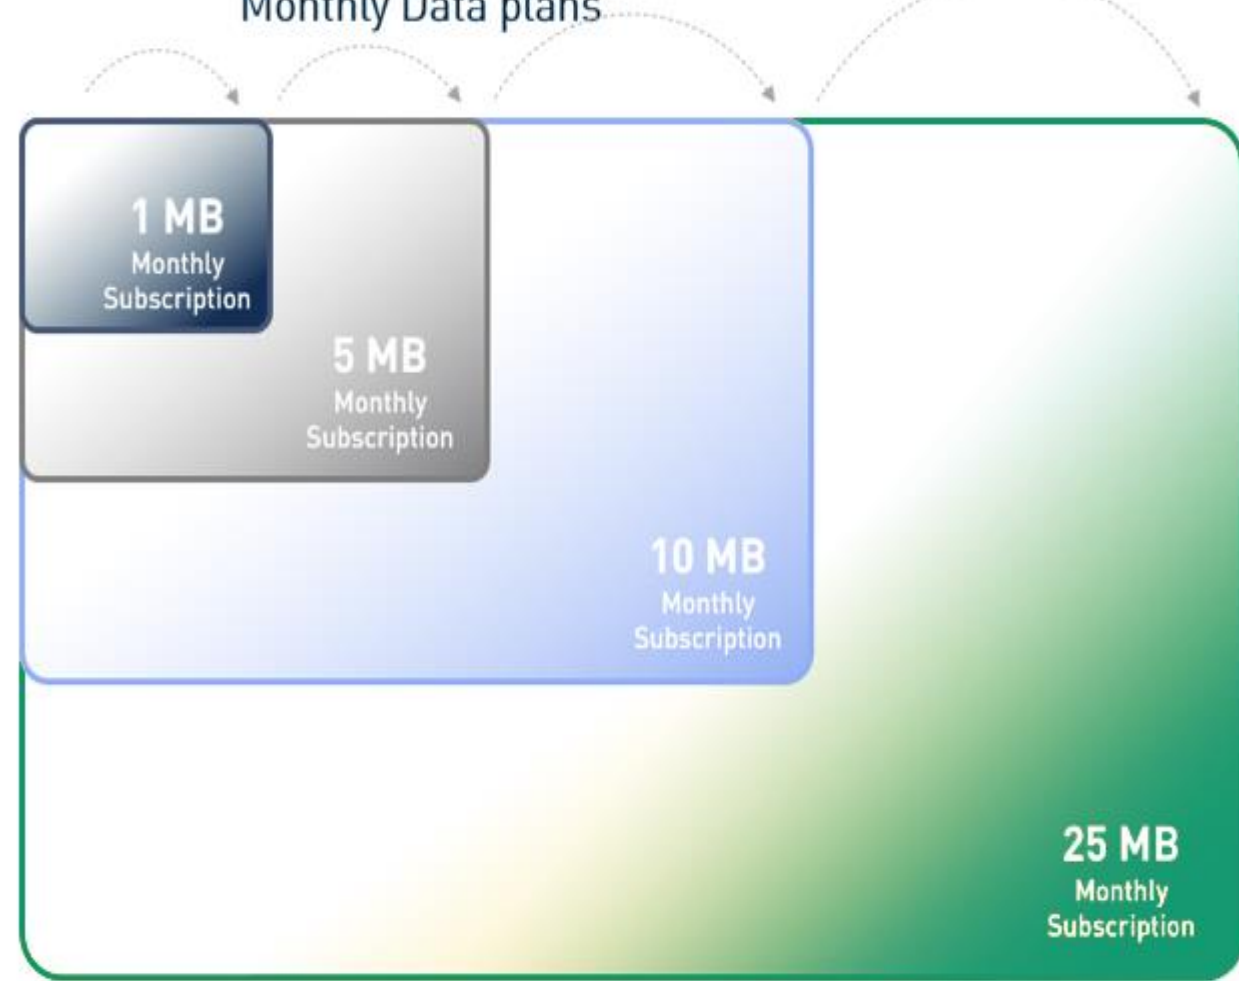 Monthly Data plans
1 MB
Monthly
Subscription
5 MB
Monthly
Subscription
10 MB
Monthly
Subscription
25 MB
Monthly
Subscription